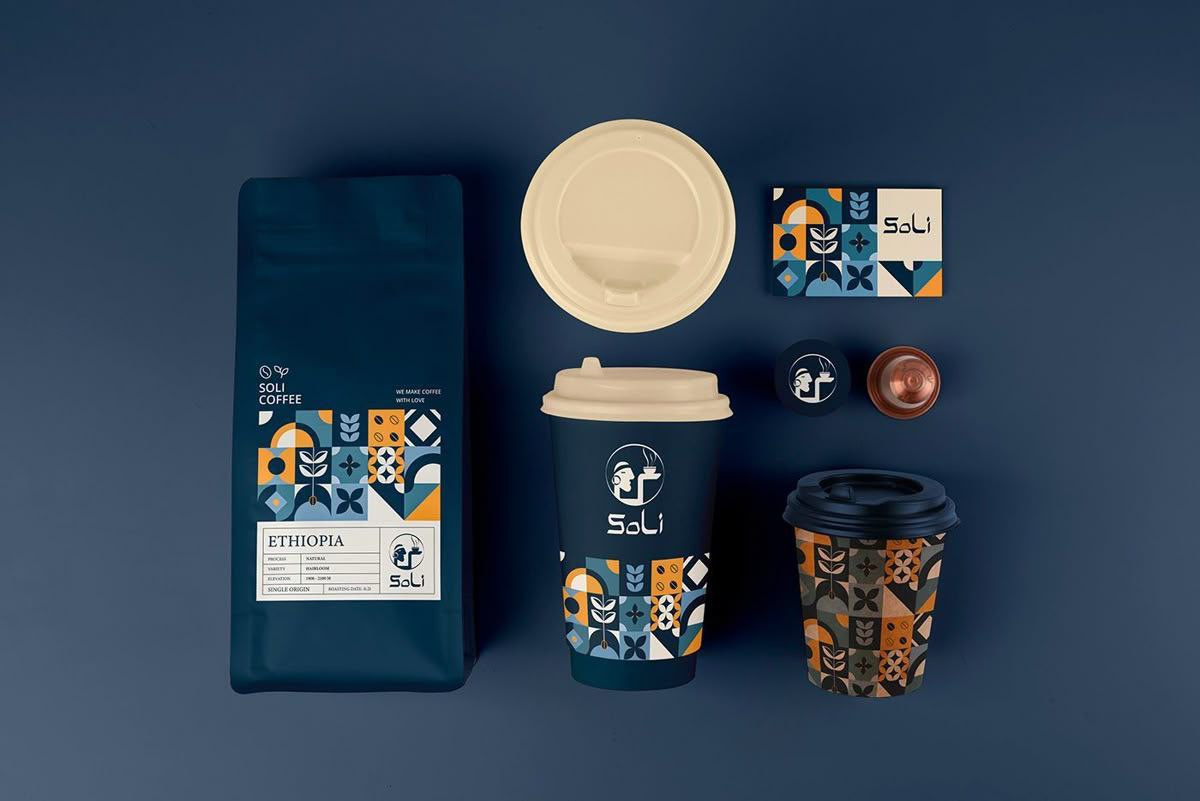 SOLI
COFFEE
WE MAKE COFFEE
WITH LOVE
ETHIOPIA
PROCESS NATURAL
VARIETY HAIRLOOM
ELEVATION
SINGLE ORIGIN ROASTING DATE:
SoLi
SoLi
SoLi